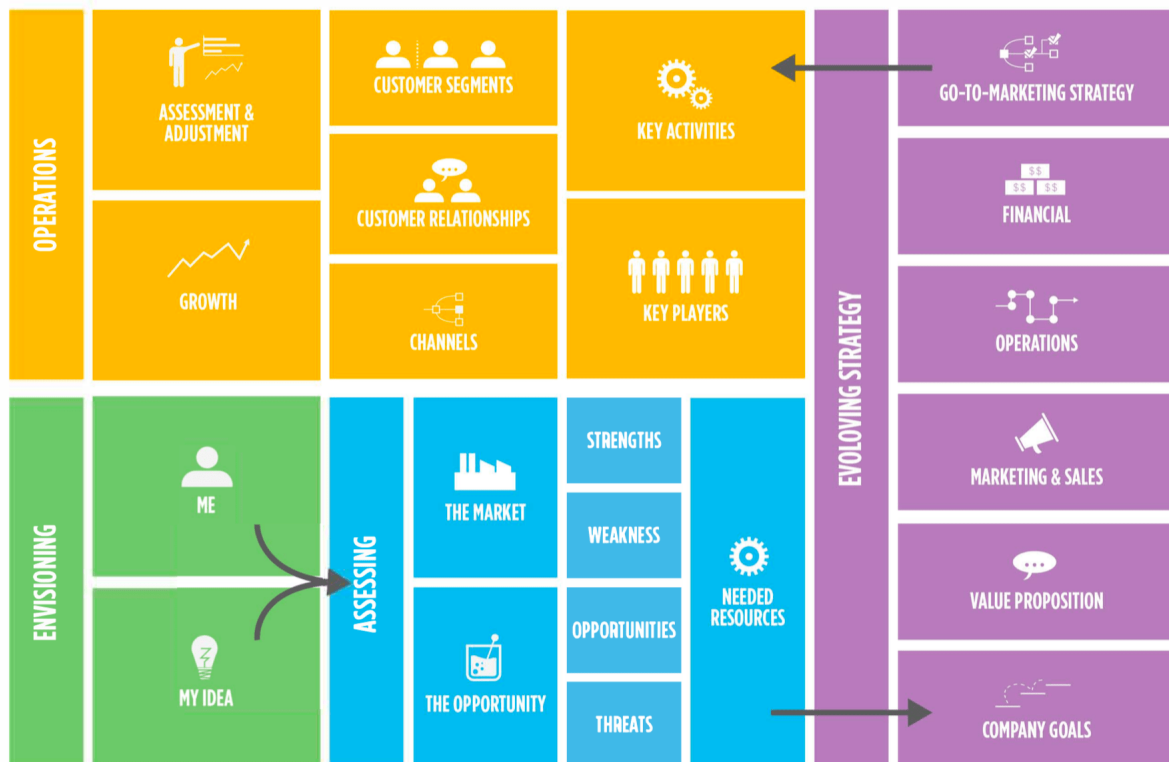 OPERATIONS
ASSESSMENT &
ADJUSTMENT
GROWTH
CUSTOMER SEGMENTS
CUSTOMER RELATIONSHIPS
CHANNELS
KEY ACTIVITIES
KEY PLAYERS
ENVISIONING
ME
MY IDEA
ASSESSING
THE MARKET
THE OPPORTUNITY
STRENGTHS
WEAKNESS
OPPORTUNITIES
THREATS
NEEDED
RESOURCES
EVOLOVING STRATEGY
GO-TO-MARKETING STRATEGY
$$
$$ $$
FINANCIAL
OPERATIONS
MARKETING & SALES
VALUE PROPOSITION
COMPANY GOALS